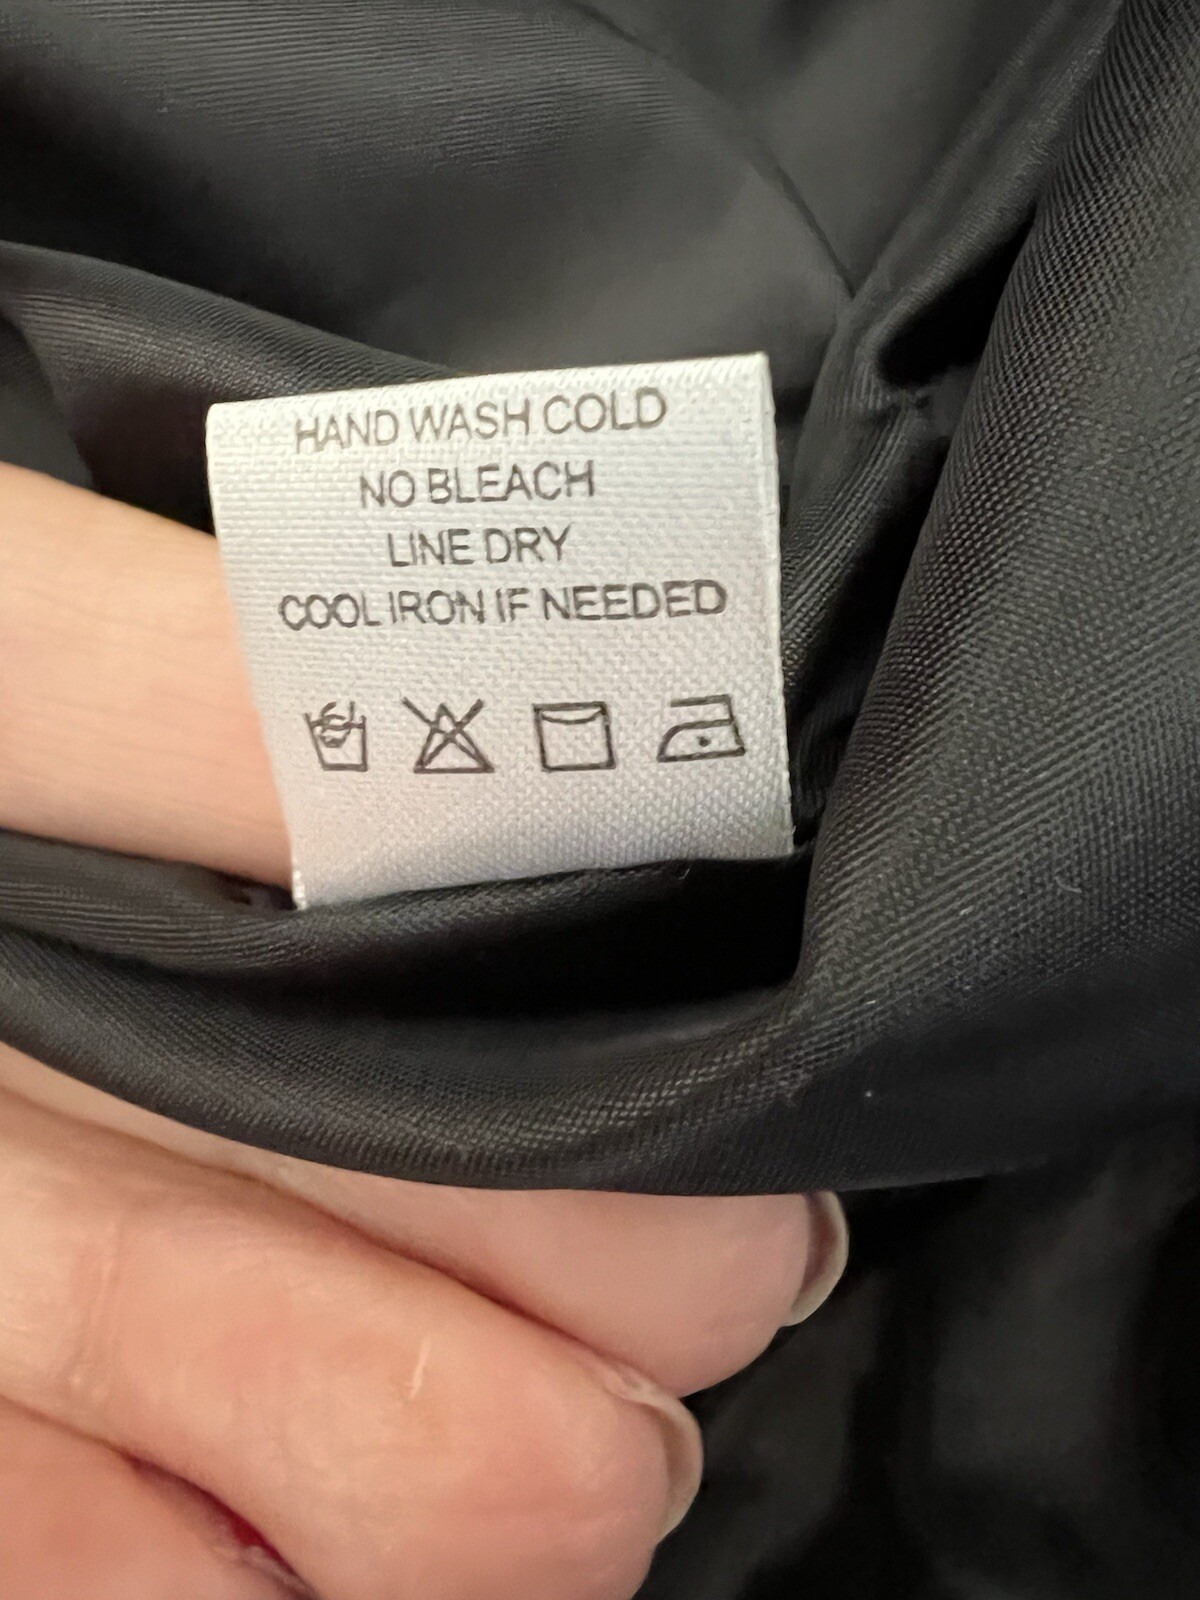 HAND WASH COLD
NO BLEACH
LINE DRY
COOL IRON IF NEEDED